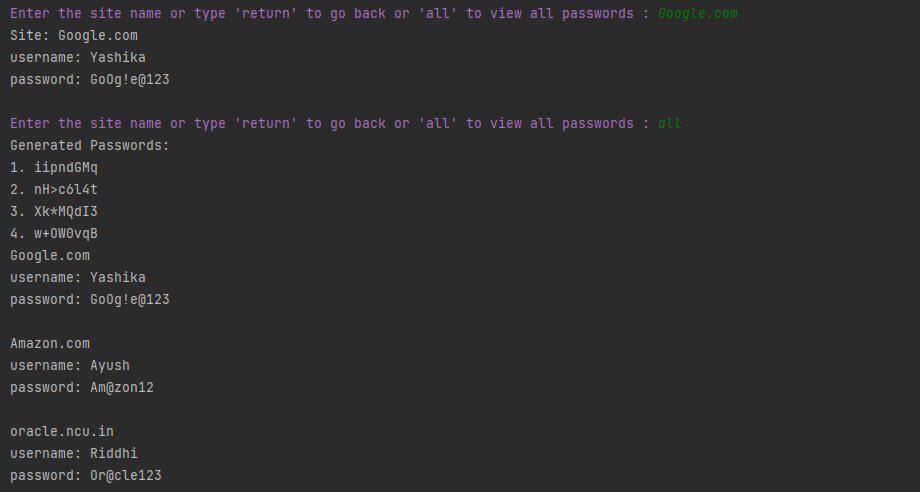 Enter the site name or type 'return' to go back or 'all' to view all passwords : Google.com
Site: Google.com
username: Yashika
password: GoOg!e@123
Enter the site name or type 'return' to go back or 'all' to view all passwords : all
Generated Passwords:
1. iipndGMq
2. nH>c6l4t
3. Xk*MQdI3
4. w+OW0vqB
Google.com
username: Yashika
password: GoOg!e@123
Amazon.com
username: Ayush
password: Am@zon12
oracle.ncu.in
username: Riddhi
password: Or@cle123